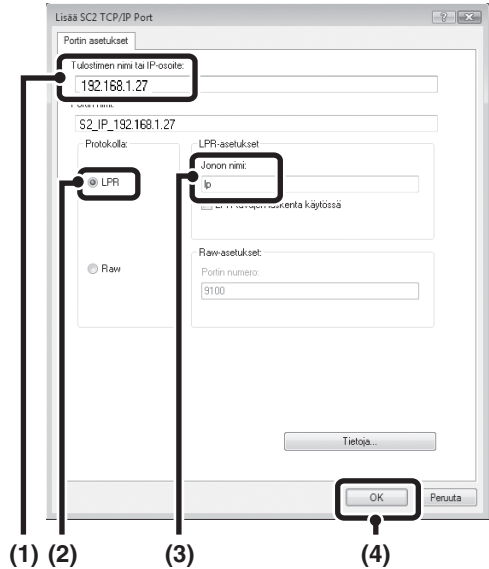 Lisää SC2 TCP/IP Port
Portin asetukset
Tulostimen nimi tai IP-osoite:
192.168.1.27
S2_IP_192.168.1.27
Protokolla:
LPR-asetukset
Jonon nimi:
LPR
lp
käytössä
Raw-asetukset:
Raw
Portin numero:
9100
Tietoja...
OK
Peruuta
(1) (2) (3) (4)